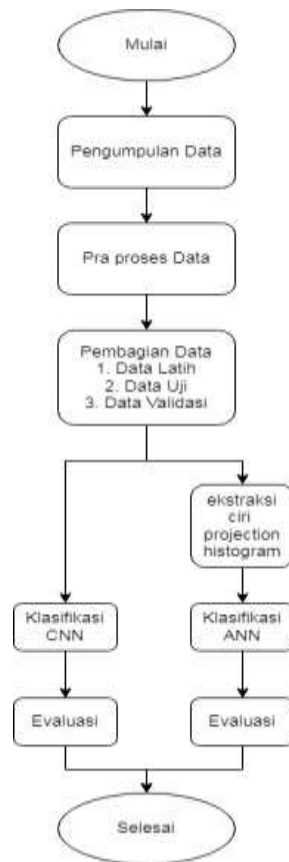 Mulai
Pengumpulan Data
Pra proses Data
Pembagian Data
1. Data Latih
2. Data Uji
3. Data Validasi
ekstraksi
ciri
projection
histogram
Klasifikasi
CNN
Klasifikasi
ANN
Evaluasi
Evaluasi
Selesai